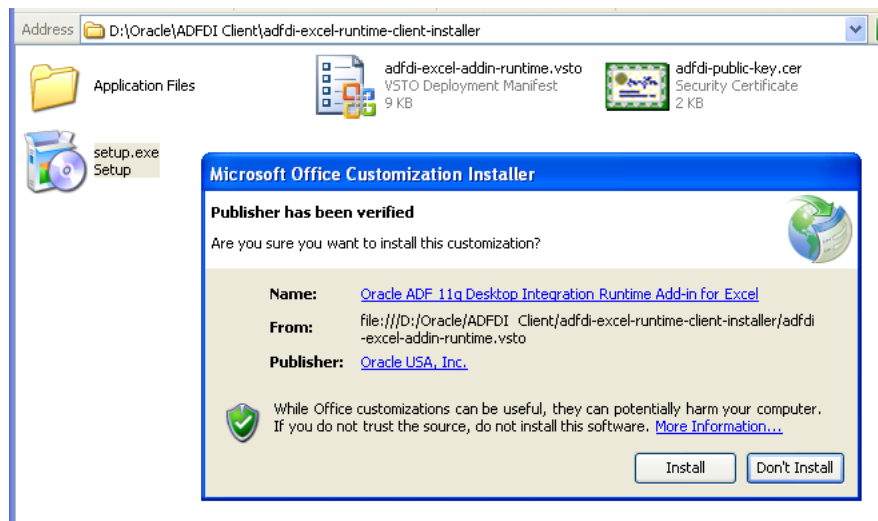 Address D:\Oracle\ADFDI Client\adfdi-excel-runtime-client-installer
Application Files
adfdi-excel-addin-runtime.vsto
VSTO Deployment Manifest
9 KB
adfdi-public-key.cer
Security Certificate
2 KB
setup.exe
Setup
Microsoft Office Customization Installer
Publisher has been verified
Are you sure you want to install this customization?
Name: Oracle ADF 11g Desktop Integration Runtime Add-in for Excel
From: file:///D:/Oracle/ADFDI Client/adfdi-excel-runtime-client-installer/adfdi
-excel-addin-runtime.vsto
Publisher: Oracle USA, Inc.
While Office customizations can be useful, they can potentially harm your computer.
If you do not trust the source, do not install this software. More Information...
Install Don't Install